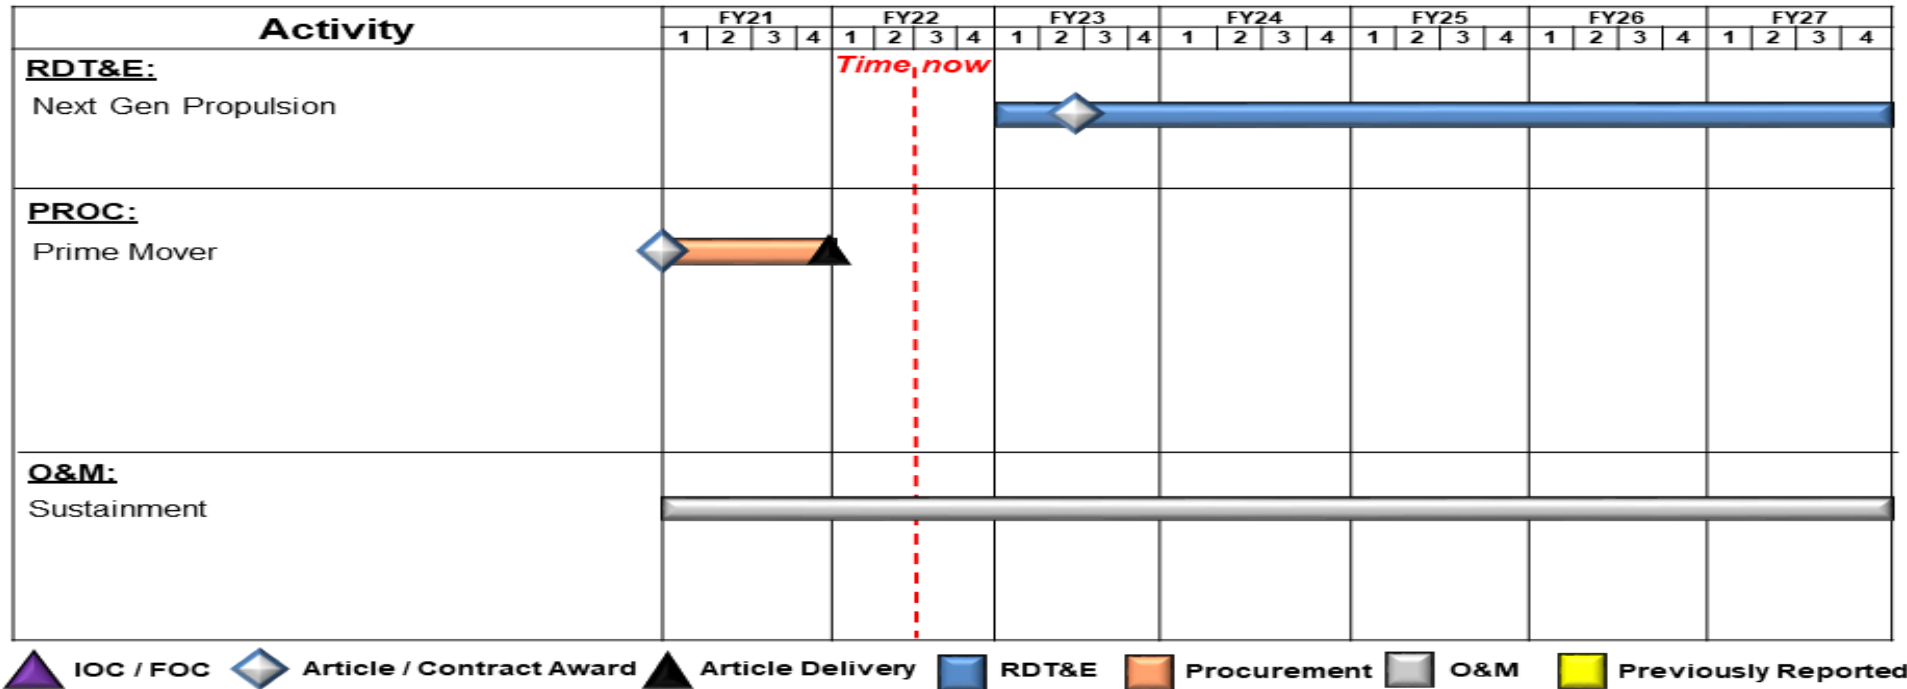 Activity FY21 FY22 FY23 FY24 FY25 FY26 FY27
1 2 3 4 1 2 3 4 1 2 3 4 1 2 3 4 1 2 3 4 1 2 3 4 1 2 3 4
RDT&E: Time now
Next Gen Propulsion
PROC:
Prime Mover
O&M:
Sustainment
IOC / FOC Article / Contract Award Article Delivery RDT&E Procurement O&M Previously Reported